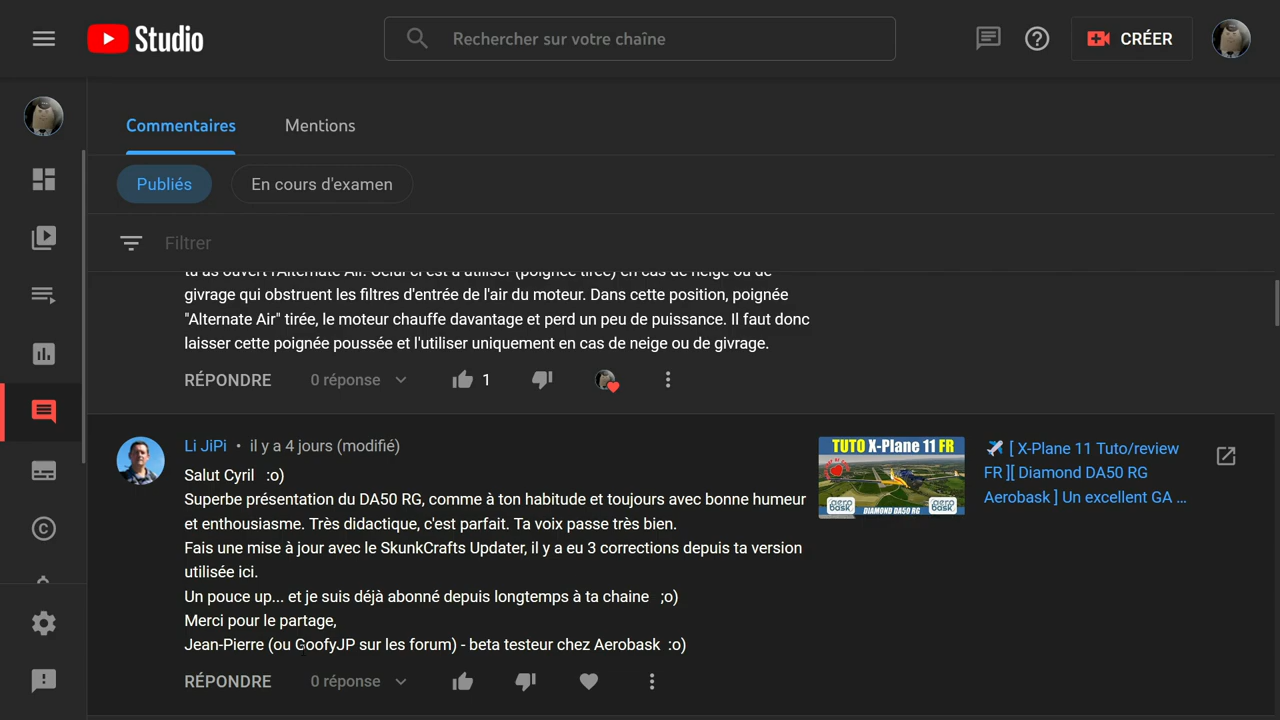 Studio
Rechercher sur votre chaîne
CRÉER
Commentaires
Mentions
Publiés
En cours d'examen
Filtrer
tu as ouvert l'Alternate Air. Celui ci est à utiliser (poignée tirée) en cas de neige ou de
givrage qui obstruent les filtres d'entrée de l'air du moteur. Dans cette position, poignée
"Alternate Air" tirée, le moteur chauffe davantage et perd un peu de puissance. Il faut donc
laisser cette poignée poussée et l'utiliser uniquement en cas de neige ou de givrage.
RÉPONDRE
0 réponse
1
Li JiPi • il y a 4 jours (modifié)
Salut Cyril :o)
Superbe présentation du DA50 RG, comme à ton habitude et toujours avec bonne humeur
et enthousiasme. Très didactique, c'est parfait. Ta voix passe très bien.
Fais une mise à jour avec le SkunkCrafts Updater, il y a eu 3 corrections depuis ta version
utilisée ici.
Un pouce up... et je suis déjà abonné depuis longtemps à ta chaine ;o)
Merci pour le partage,
Jean-Pierre (ou GoofyJP sur les forum) - beta testeur chez Aerobask :o)
RÉPONDRE
0 réponse
TUTO X-Plane 11 FR
aero bask
DIAMOND DA50 RG
aero bask
[ X-Plane 11 Tuto/review
FR ][ Diamond DA50 RG
Aerobask ] Un excellent GA ...